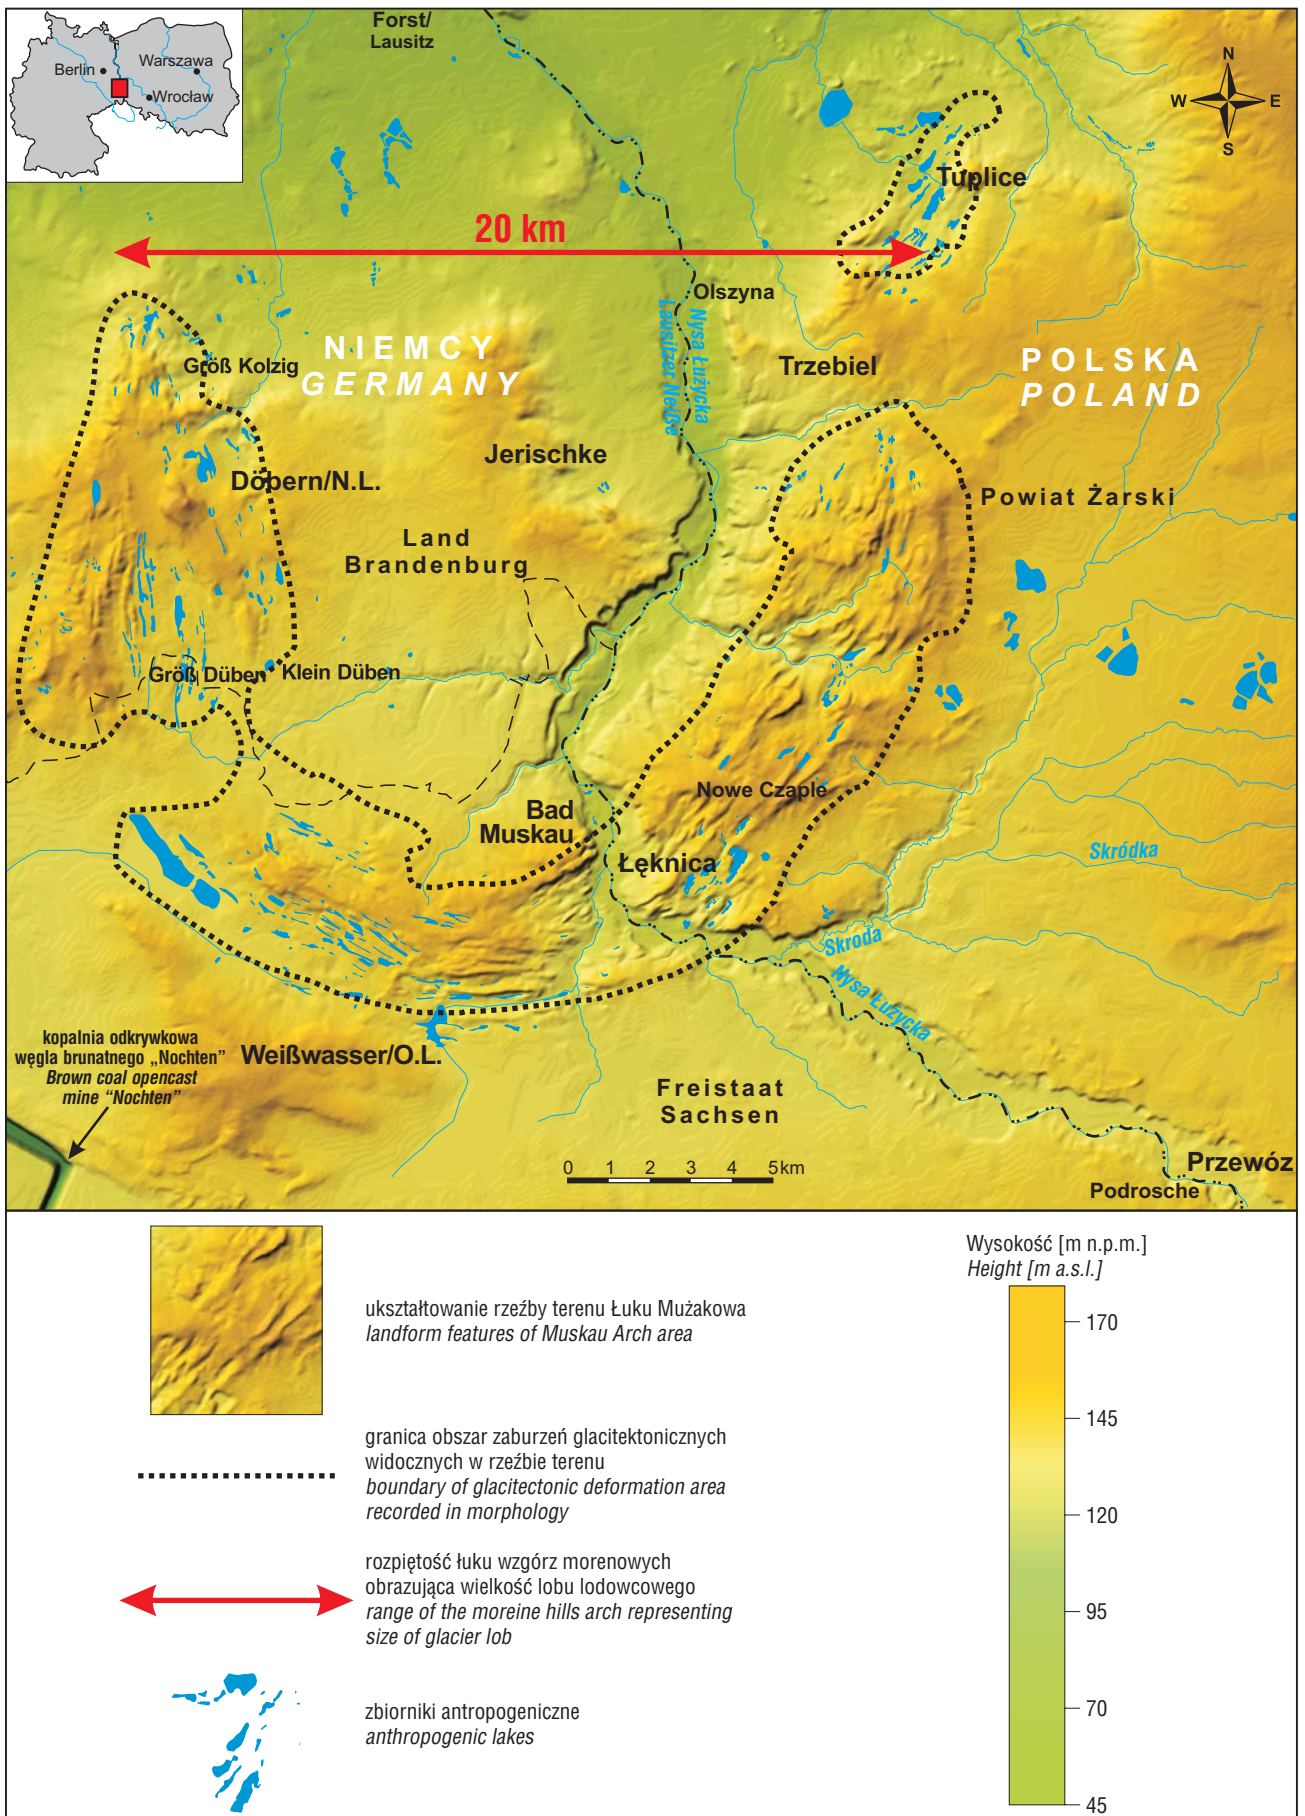 Berlin
Warszawa
Wrocław
Forst/
Lausitz
N
W
E
S
Tuplice
20 km
Olszyna
NIEMCY
GERMANY
Größ Kolzig
Nysa Łużycka
Lausitzer Neiße
Trzebiel
POLSKA
POLAND
Jerischke
Döbern/N.L.
Powiat Żarski
Land
Brandenburg
Größ Düben
Klein Düben
Nowe Czaple
Bad
Muskau
Łęknica
Skródka
Skroda
Nysa Łużycka
kopalnia odkrywkowa
węgla brunatnego „Nochten”
Brown coal opencast
mine “Nochten”
Weißwasser/O.L.
Freistaat
Sachsen
0 1 2 3 4 5km
Przewóz
Podrosche
Wysokość [m n.p.m.]
Height [m a.s.l.]
170
145
120
95
70
45
ukształtowanie rzeźby terenu Łuku Mużakowa
landform features of Muskau Arch area
granica obszar zaburzeń glacitektonicznych
widocznych w rzeźbie terenu
boundary of glacitectonic deformation area
recorded in morphology
rozpiętość łuku wzgórz morenowych
obrazująca wielkość lobu lodowcowego
range of the moreine hills arch representing
size of glacier lob
zbiorniki antropogeniczne
anthropogenic lakes